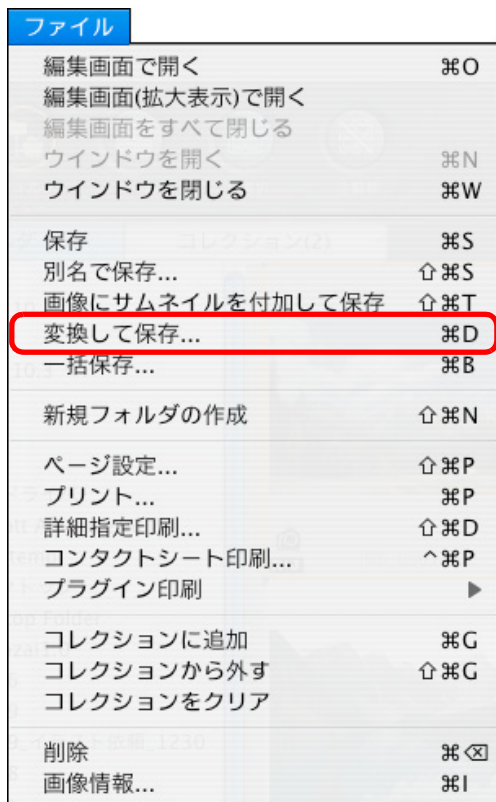 ファイル
編集画面で開く ⌘O
編集画面(拡大表示)で開く
編集画面をすべて閉じる
ウインドウを開く ⌘N
ウインドウを閉じる ⌘W
コレクション(2)
保存 ⌘S
別名で保存... ⇧⌘S
画像にサムネイルを付加して保存 ⇧⌘T
変換して保存... ⌘D
一括保存... ⌘B
新規フォルダの作成 ⇧⌘N
ページ設定... ⇧⌘P
プリント... ⌘P
詳細指定印刷... ⇧⌘D
コンタクトシート印刷... ^⌘P
プラグイン印刷 ▶
コレクションに追加 ⌘G
コレクションから外す ⇧⌘G
コレクションをクリア
削除 ⌘⌫
画像情報... ⌘I